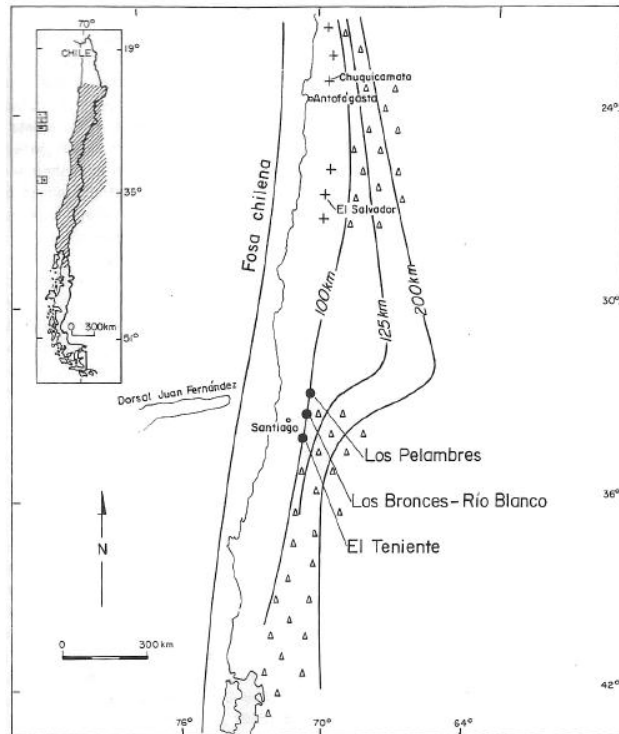 70°
CHILE
19°
35°
51°
0
300km
Chuquicamata
Antofagasta
24°
El Salvador
Fosa chilena
100km
125km
200km
30°
Dorsal Juan Fernández
Santiago
Los Pelambres
Los Bronces-Río Blanco
36°
El Teniente
N
0 300 km
42°
76° 70° 64°